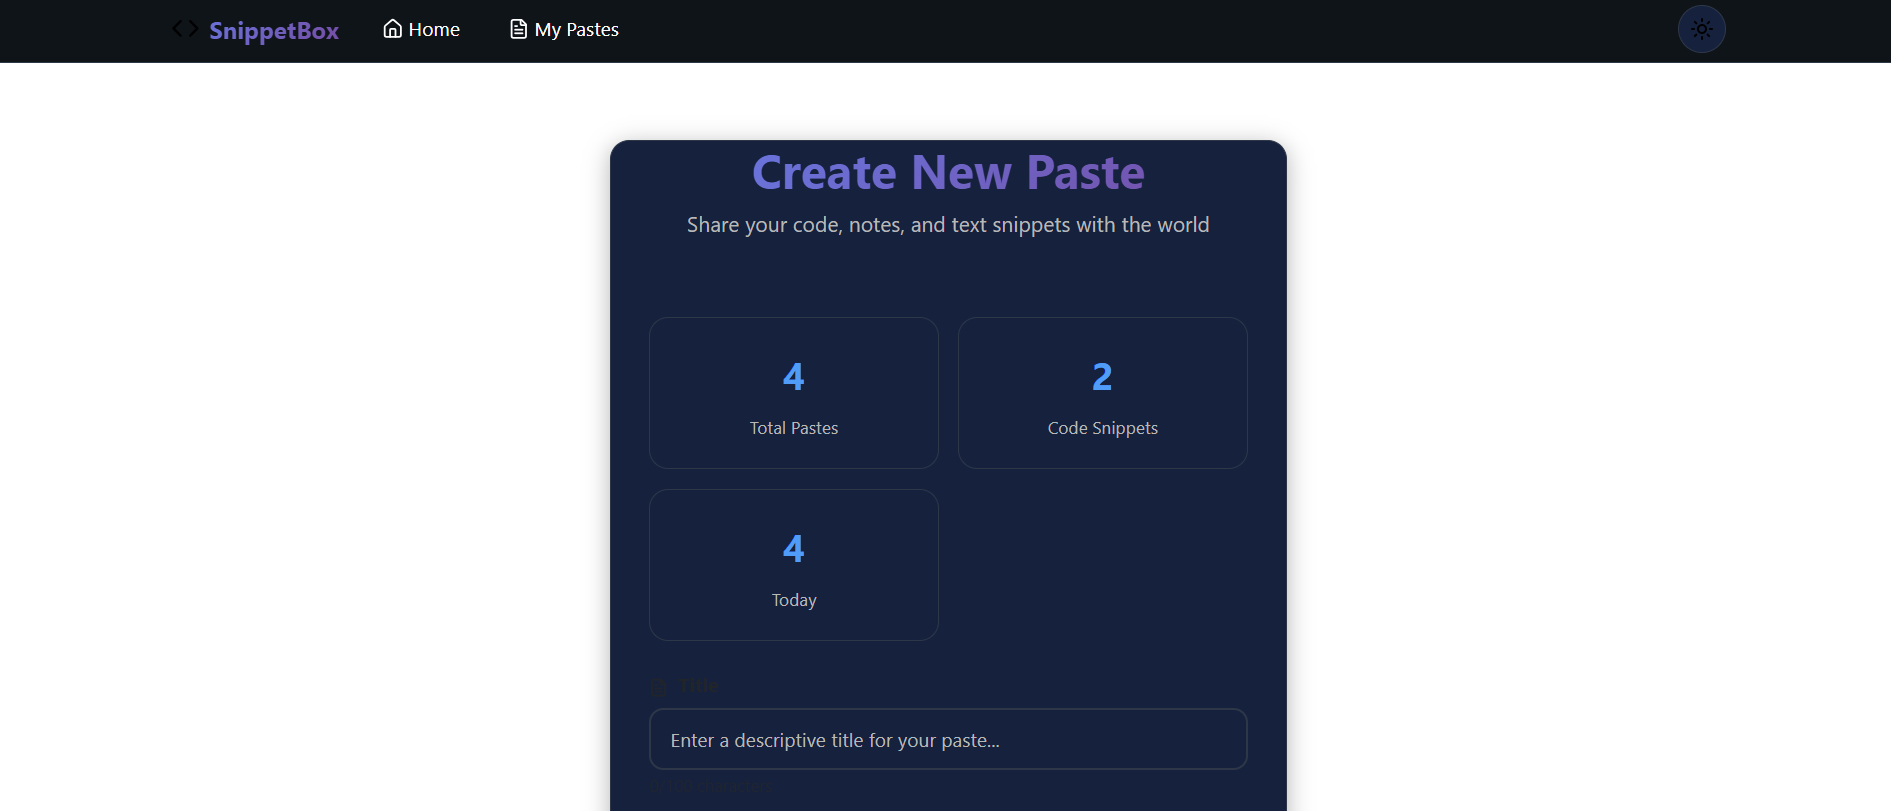 SnippetBox Home My Pastes
Create New Paste
Share your code, notes, and text snippets with the world
4
Total Pastes
2
Code Snippets
4
Today
Title
Enter a descriptive title for your paste...